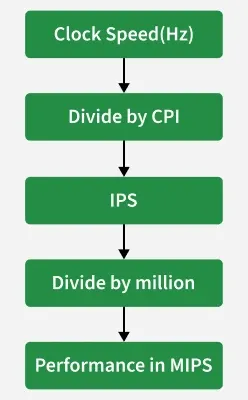 Clock Speed(Hz)
Divide by CPI
IPS
Divide by million
Performance in MIPS